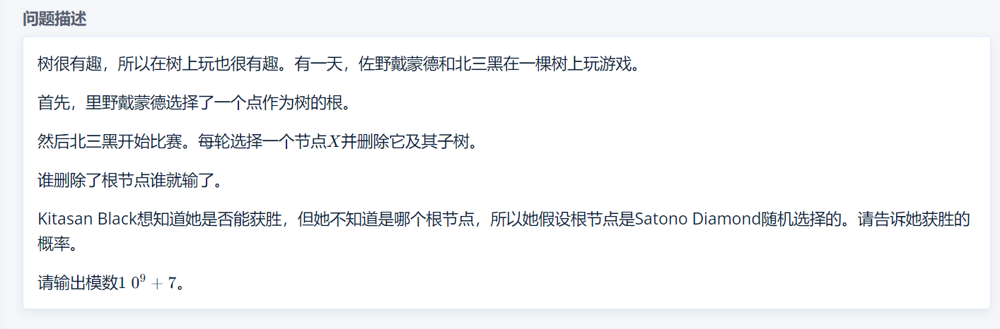 问题描述
树很有趣，所以在树上玩也很有趣。有一天，佐野戴蒙德和北三黑在一棵树上玩游戏。
首先，里野戴蒙德选择了一个点作为树的根。
然后北三黑开始比赛。每轮选择一个节点X并删除它及其子树。
谁删除了根节点谁就输了。
Kitasan Black想知道她是否能获胜，但她不知道是哪个根节点，所以她假设根节点是Satono Diamond随机选择的。请告诉她获胜的
概率。
请输出模数1 0⁹ + 7。